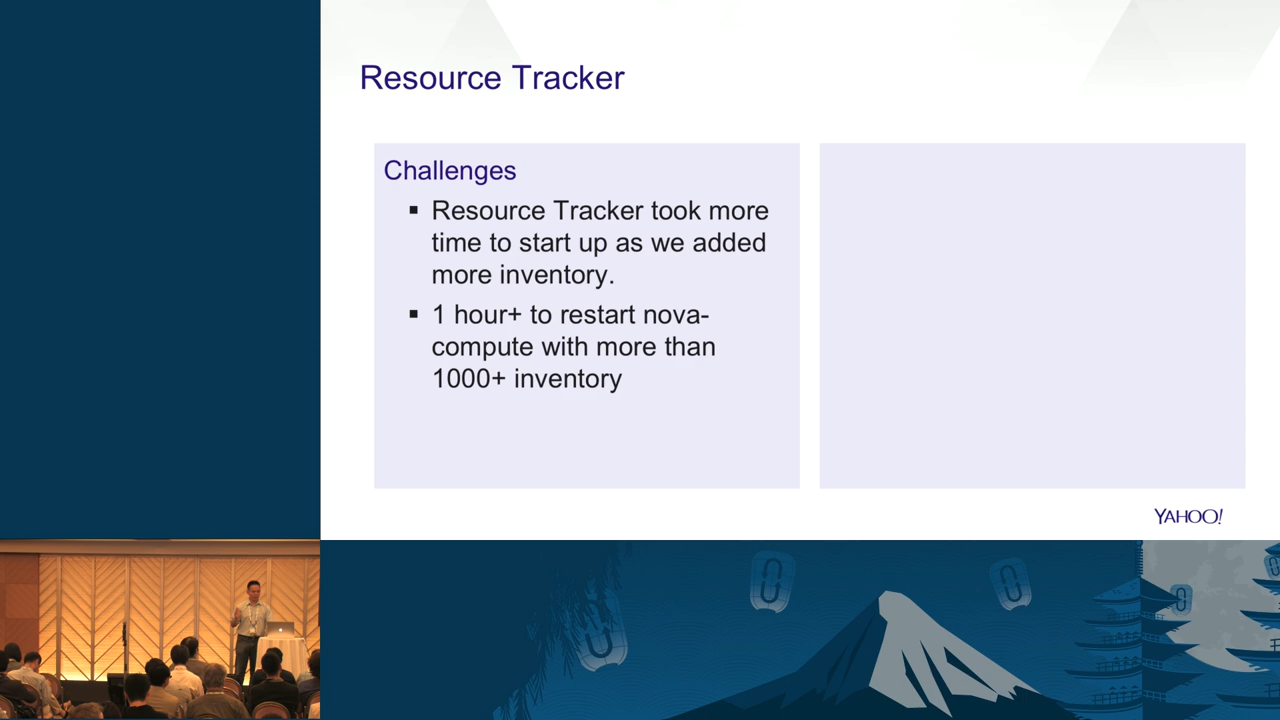 Resource Tracker
Challenges
▪ Resource Tracker took more
time to start up as we added
more inventory.
▪ 1 hour+ to restart nova-
compute with more than
1000+ inventory
YAHOO!